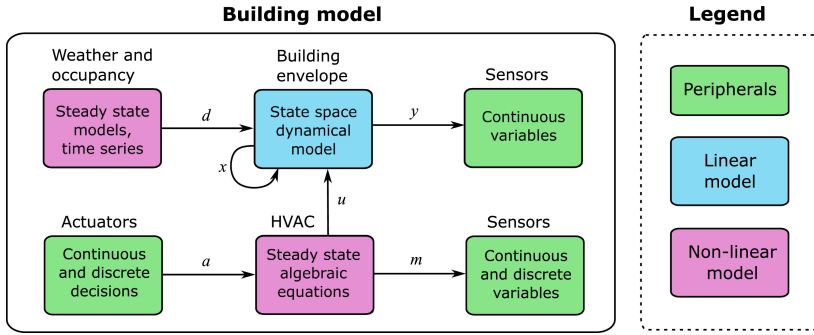 Building model
Legend
Weather and
occupancy
Building
envelope
Sensors
Steady state
models,
time series
d
State space
dynamical
model
y
Continuous
variables
x
u
Actuators
HVAC
Sensors
Continuous
and discrete
decisions
a
Steady state
algebraic
equations
m
Continuous
and discrete
variables
Peripherals
Linear
model
Non-linear
model